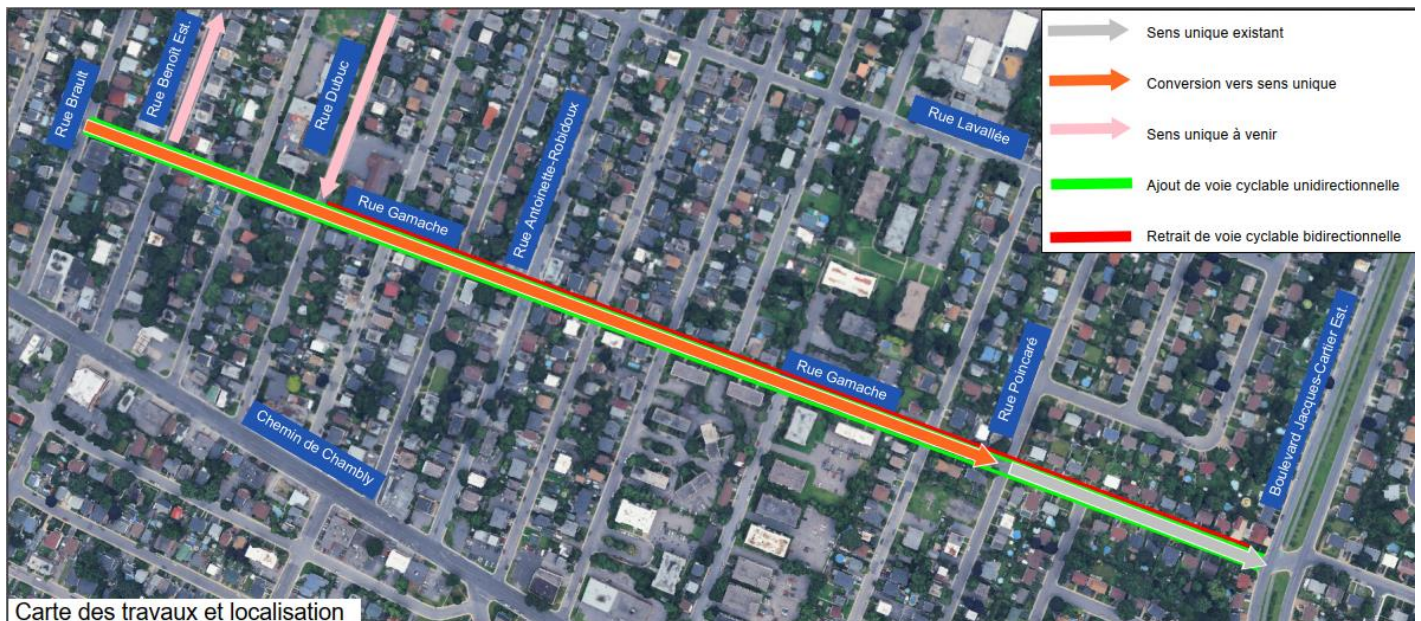 Sens unique existant
Conversion vers sens unique
Sens unique à venir
Ajout de voie cyclable unidirectionnelle
Retrait de voie cyclable bidirectionnelle
Rue Brault
Rue Benoît Est.
Rue Dubuc
Rue Gamache
Rue Antoinette-Robidoux
Rue Lavallée
Rue Gamache
Rue Poincaré
Boulevard Jacques-Cartier Est.
Chemin de Chambly
Carte des travaux et localisation